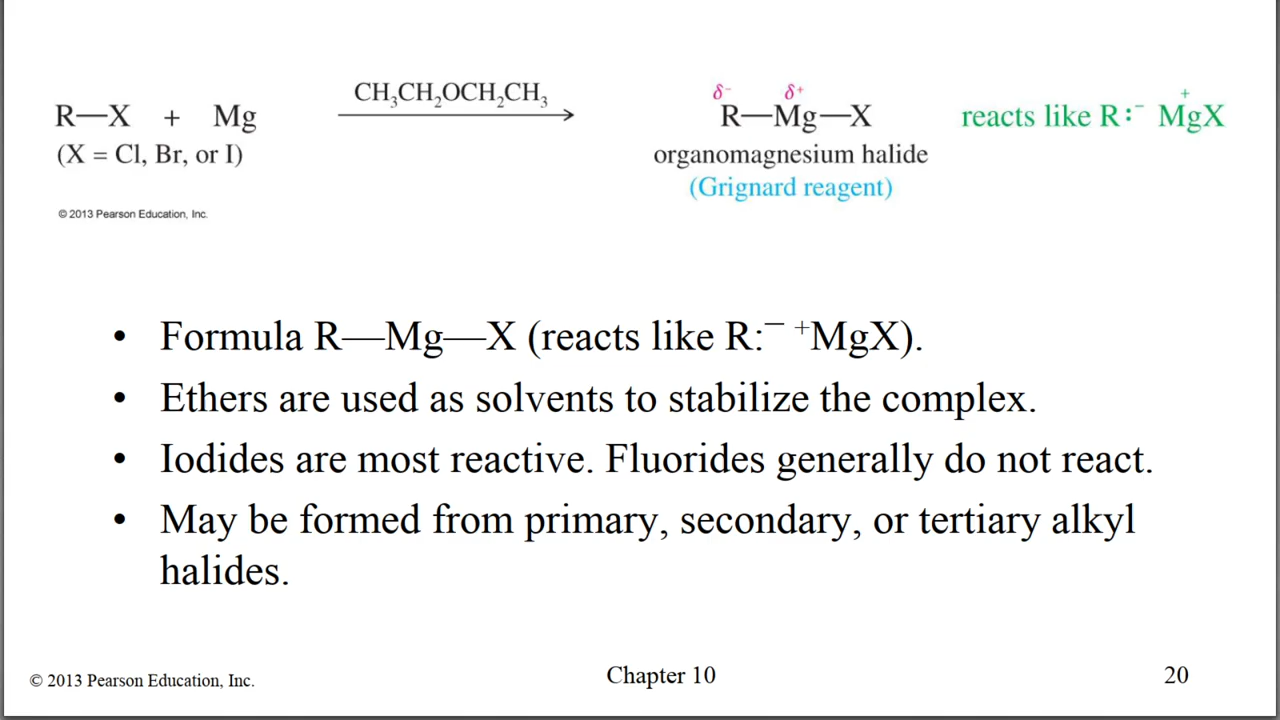 CH₃CH₂OCH₂CH₃
δ⁻ δ⁺
R—X + Mg R—Mg—X reacts like R:⁻ ⁺MgX
(X = Cl, Br, or I) organomagnesium halide
(Grignard reagent)
© 2013 Pearson Education, Inc.
• Formula R—Mg—X (reacts like R:⁻ ⁺MgX).
• Ethers are used as solvents to stabilize the complex.
• Iodides are most reactive. Fluorides generally do not react.
• May be formed from primary, secondary, or tertiary alkyl
halides.
© 2013 Pearson Education, Inc. Chapter 10 20